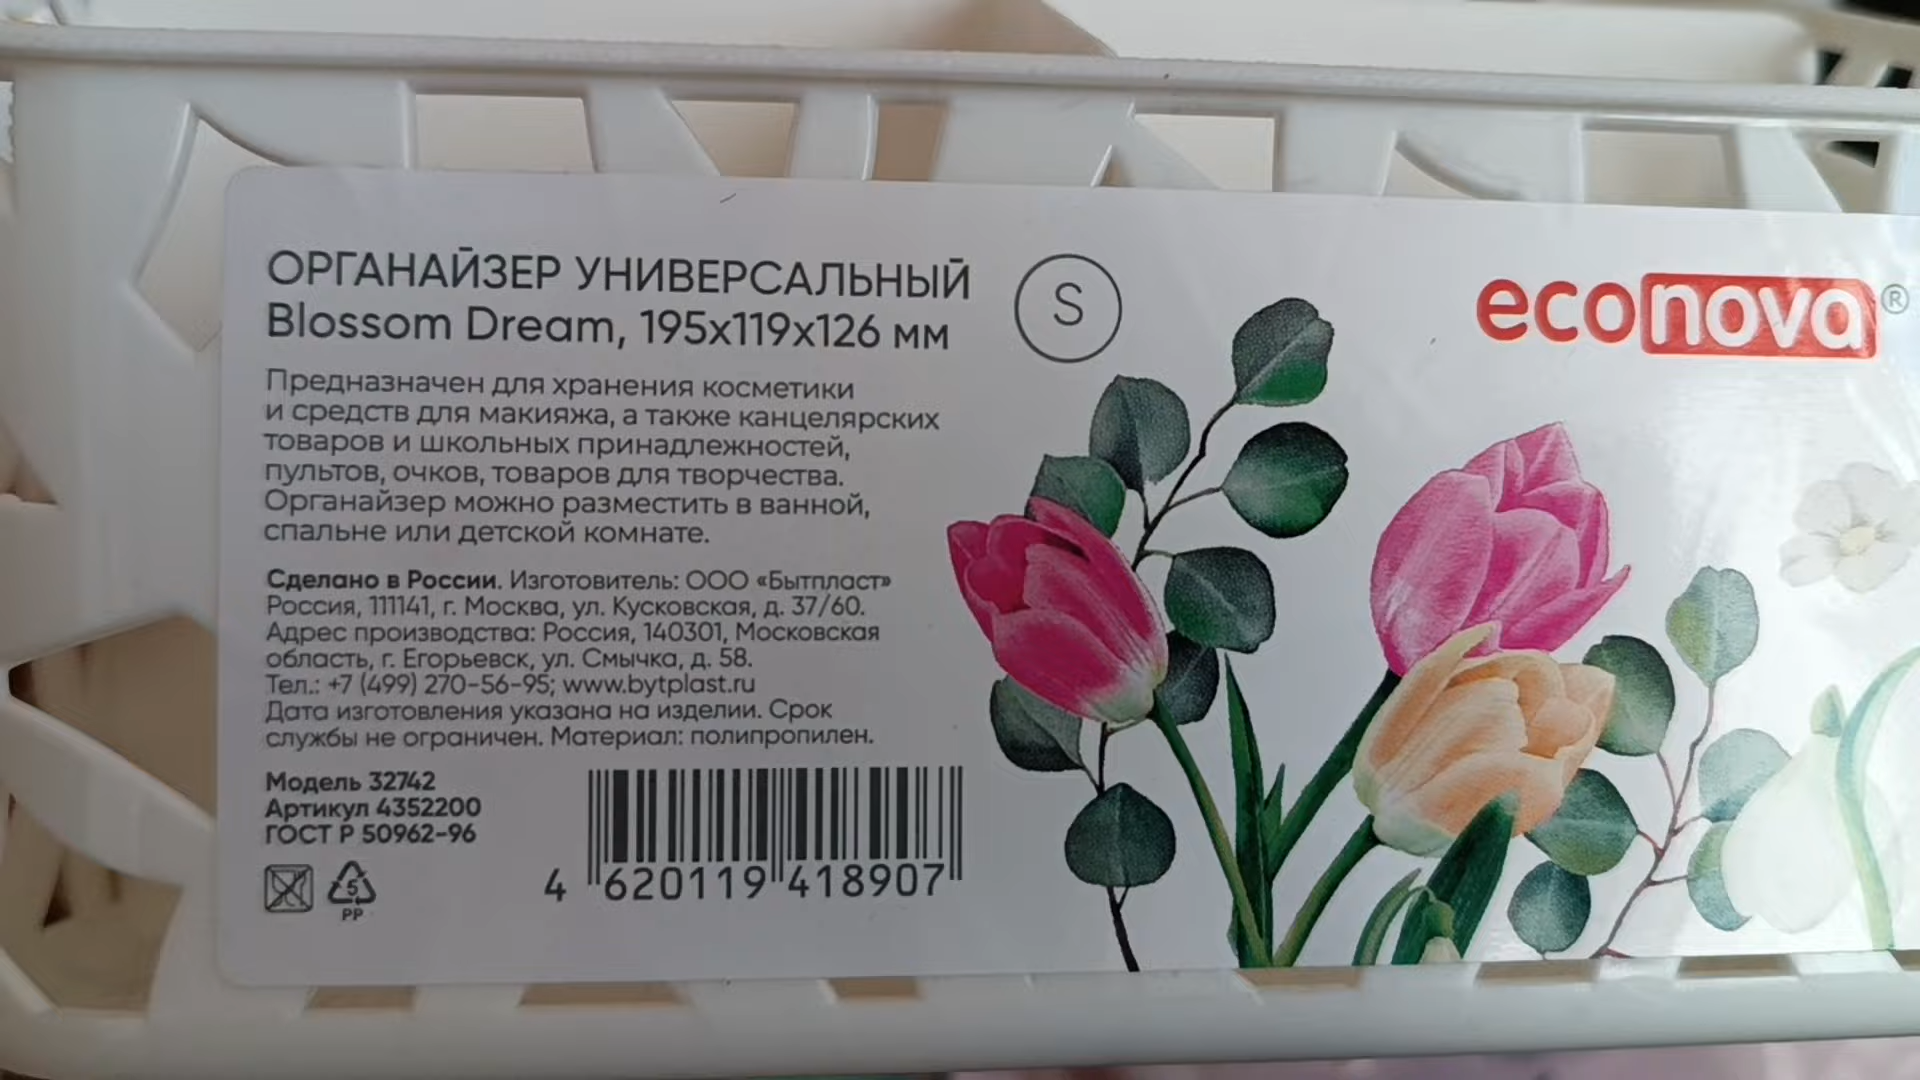 ОРГАНАЙЗЕР УНИВЕРСАЛЬНЫЙ
Blossom Dream, 195x119x126 мм
S
econova®
Предназначен для хранения косметики
и средств для макияжа, а также канцелярских
товаров и школьных принадлежностей,
пультов, очков, товаров для творчества.
Органайзер можно разместить в ванной,
спальне или детской комнате.
Сделано в России. Изготовитель: ООО «Бытпласт»
Россия, 111141, г. Москва, ул. Кусковская, д. 37/60.
Адрес производства: Россия, 140301, Московская
область, г. Егорьевск, ул. Смычка, д. 58.
Тел.: +7 (499) 270-56-95; www.bytplast.ru
Дата изготовления указана на изделии. Срок
службы не ограничен. Материал: полипропилен.
Модель 32742
Артикул 4352200
ГОСТ Р 50962-96
5
PP
4 620119 418907